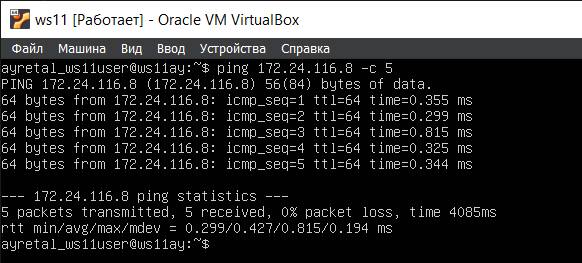 ws11 [Работает] - Oracle VM VirtualBox
Файл Машина Вид Ввод Устройства Справка
ayretal_ws11user@ws11ay:~$ ping 172.24.116.8 -c 5
PING 172.24.116.8 (172.24.116.8) 56(84) bytes of data.
64 bytes from 172.24.116.8: icmp_seq=1 ttl=64 time=0.355 ms
64 bytes from 172.24.116.8: icmp_seq=2 ttl=64 time=0.299 ms
64 bytes from 172.24.116.8: icmp_seq=3 ttl=64 time=0.815 ms
64 bytes from 172.24.116.8: icmp_seq=4 ttl=64 time=0.325 ms
64 bytes from 172.24.116.8: icmp_seq=5 ttl=64 time=0.344 ms
--- 172.24.116.8 ping statistics ---
5 packets transmitted, 5 received, 0% packet loss, time 4085ms
rtt min/avg/max/mdev = 0.299/0.427/0.815/0.194 ms
ayretal_ws11user@ws11ay:~$